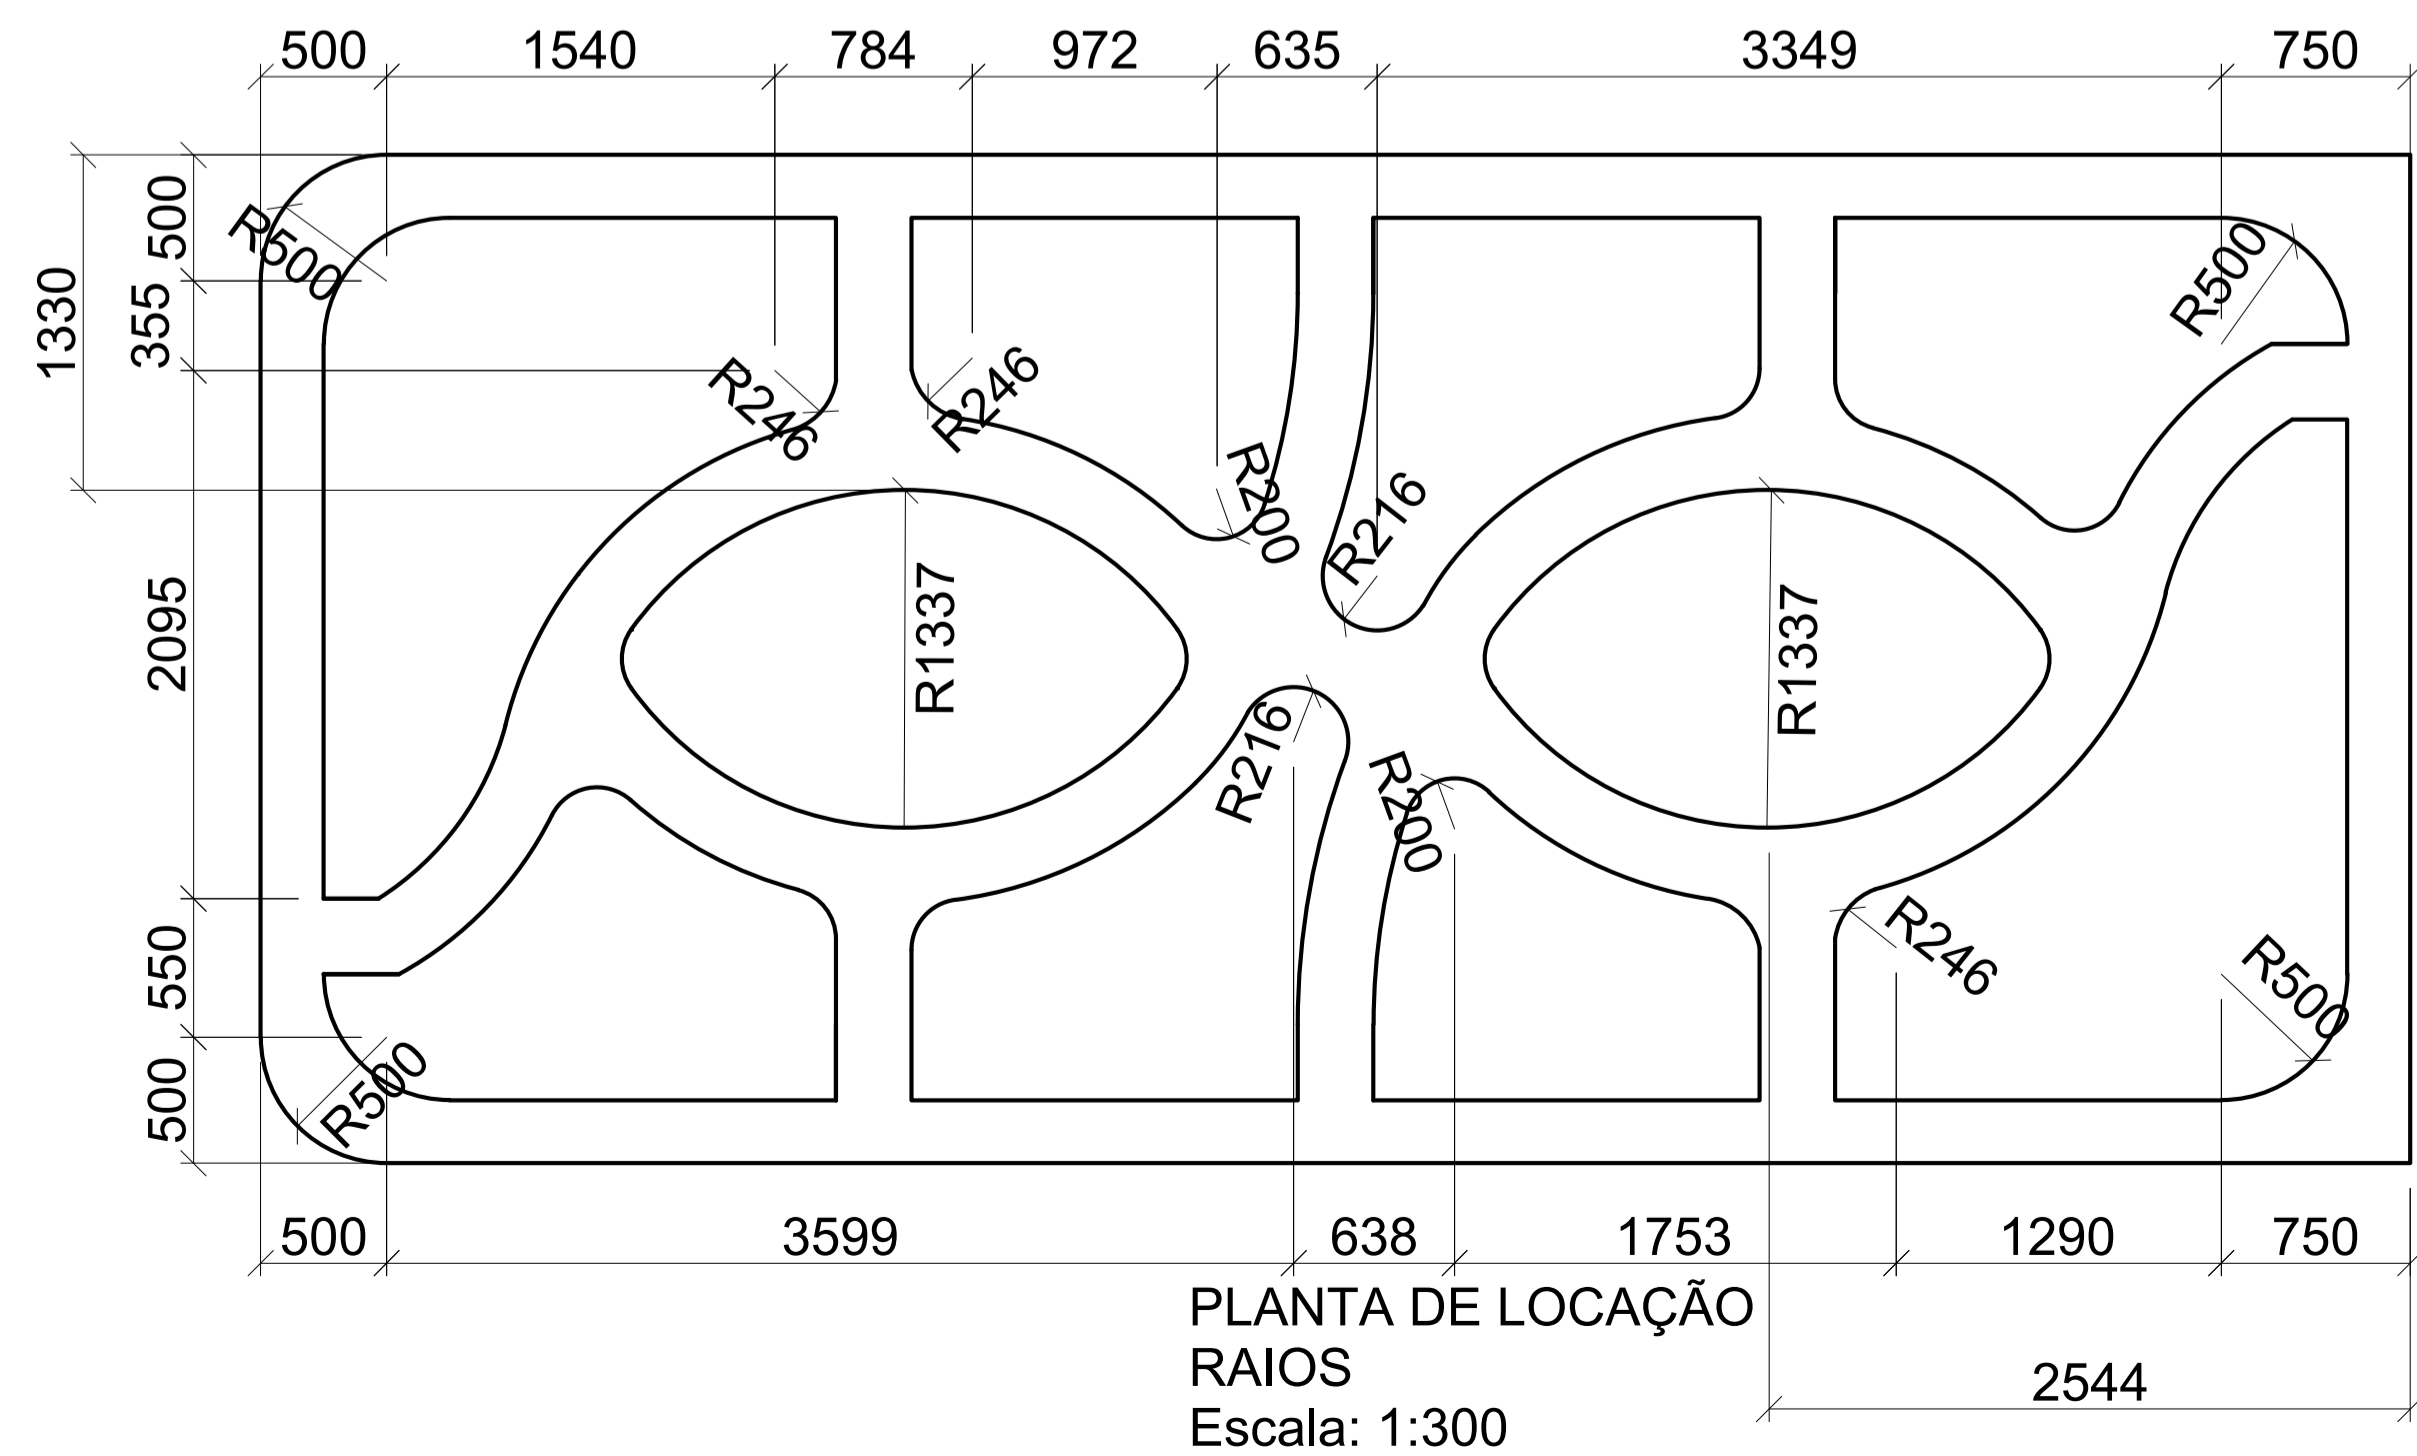 500 1540 784 972 635 3349 750
500
355
1330
2095
550
500
R500
R246
R246
R200
R216
R500
R1337
R1337
R216
R200
R246
R500
R500
500 3599 638 1753 1290 750
2544
PLANTA DE LOCAÇÃO
RAIOS
Escala: 1:300